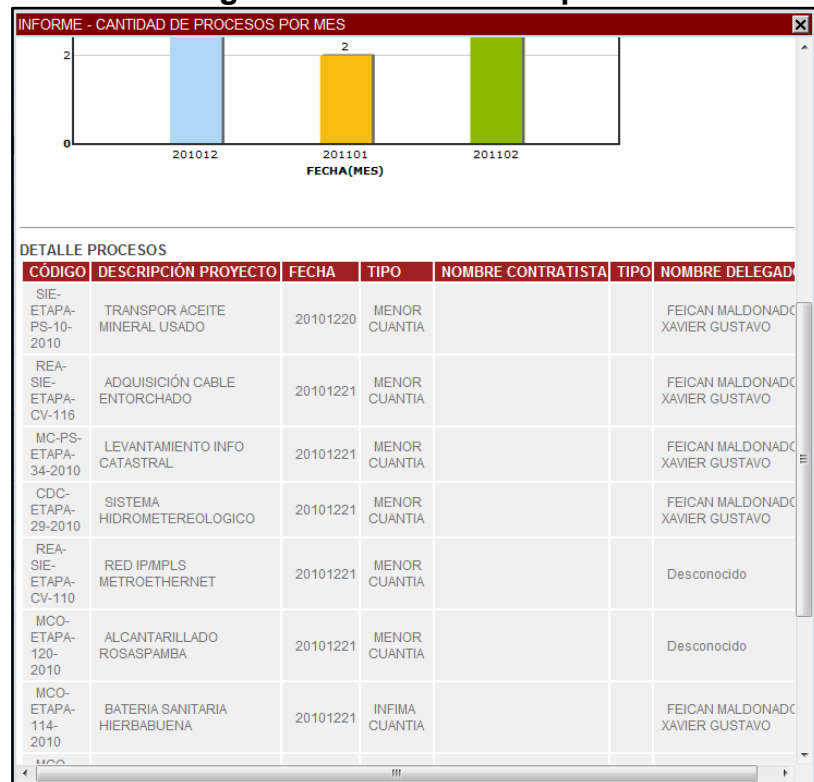 INFORME - CANTIDAD DE PROCESOS POR MES
2
2
0
201012 201101 201102
FECHA(MES)
DETALLE PROCESOS
CÓDIGO DESCRIPCIÓN PROYECTO FECHA TIPO NOMBRE CONTRATISTA TIPO NOMBRE DELEGADO
SIE-
ETAPA-
PS-10-
2010
TRANSPOR ACEITE
MINERAL USADO
20101220
MENOR
CUANTIA
FEICAN MALDONADO
XAVIER GUSTAVO
REA-
SIE-
ETAPA-
CV-116
ADQUISICIÓN CABLE
ENTORCHADO
20101221
MENOR
CUANTIA
FEICAN MALDONADO
XAVIER GUSTAVO
MC-PS-
ETAPA-
34-2010
LEVANTAMIENTO INFO
CATASTRAL
20101221
MENOR
CUANTIA
FEICAN MALDONADO
XAVIER GUSTAVO
CDC-
ETAPA-
29-2010
SISTEMA
HIDROMETEREOLOGICO
20101221
MENOR
CUANTIA
FEICAN MALDONADO
XAVIER GUSTAVO
REA-
SIE-
ETAPA-
CV-110
RED IP/MPLS
METROETHERNET
20101221
MENOR
CUANTIA
Desconocido
MCO-
ETAPA-
120-
2010
ALCANTARILLADO
ROSASPAMBA
20101221
MENOR
CUANTIA
Desconocido
MCO-
ETAPA-
114-
2010
BATERIA SANITARIA
HIERBABUENA
20101221
INFIMA
CUANTIA
FEICAN MALDONADO
XAVIER GUSTAVO